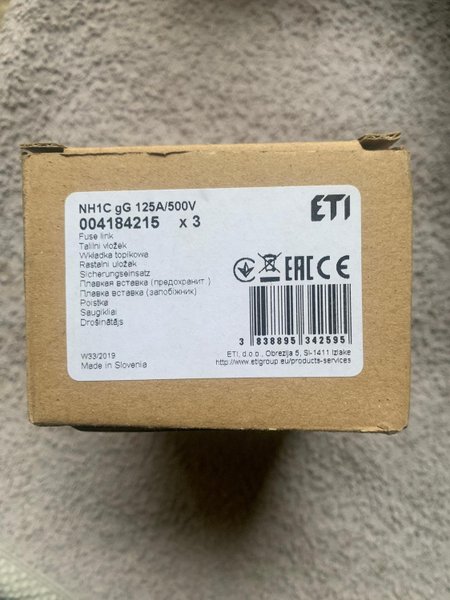 NH1C gG 125A/500V
004184215 x 3
ETI
Fuse link
Talilni vložek
Wkładka topikowa
Rastalni uložak
Sicherungseinsatz
Плавкая вставка (предохранит.)
Плавка вставка (запобіжник)
Poistka
Saugikliai
Drošinātājs
EAC CE
3 838895 342595
W33/2019
Made in Slovenia
ETI, d.o.o., Obrezija 5, SI-1411 Izlake
http://www.etigroup.eu/products-services